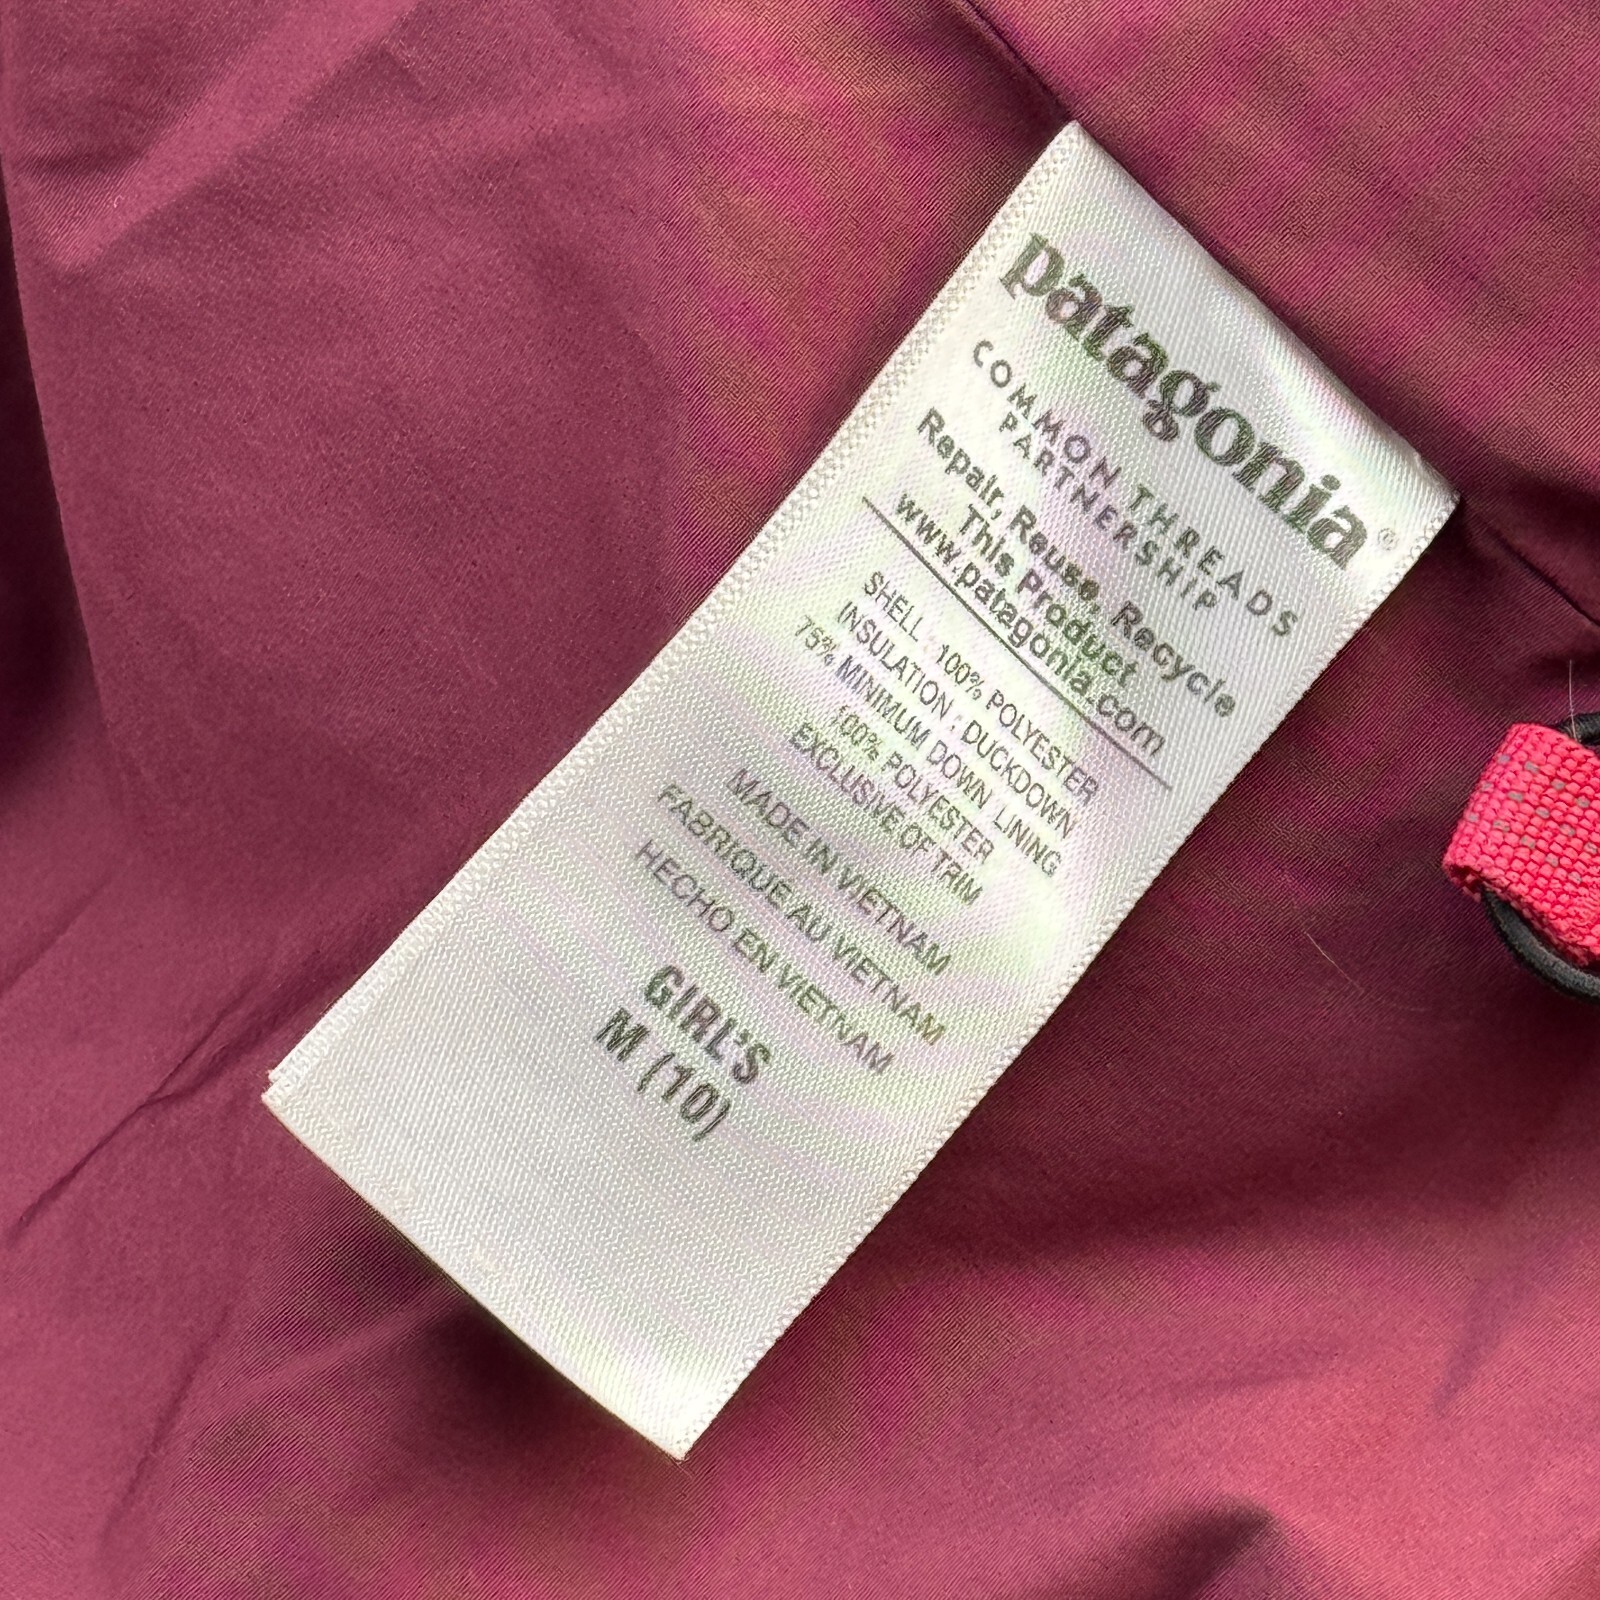 patagonia®
COMMON THREADS
PARTNERSHIP
Repair, Reuse, Recycle
This Product
www.patagonia.com
SHELL: 100% POLYESTER
INSULATION: DUCKDOWN
75% MINIMUM DOWN LINING
100% POLYESTER
EXCLUSIVE OF TRIM
MADE IN VIETNAM
FABRIQUE AU VIETNAM
HECHO EN VIETNAM
GIRL'S
M (10)